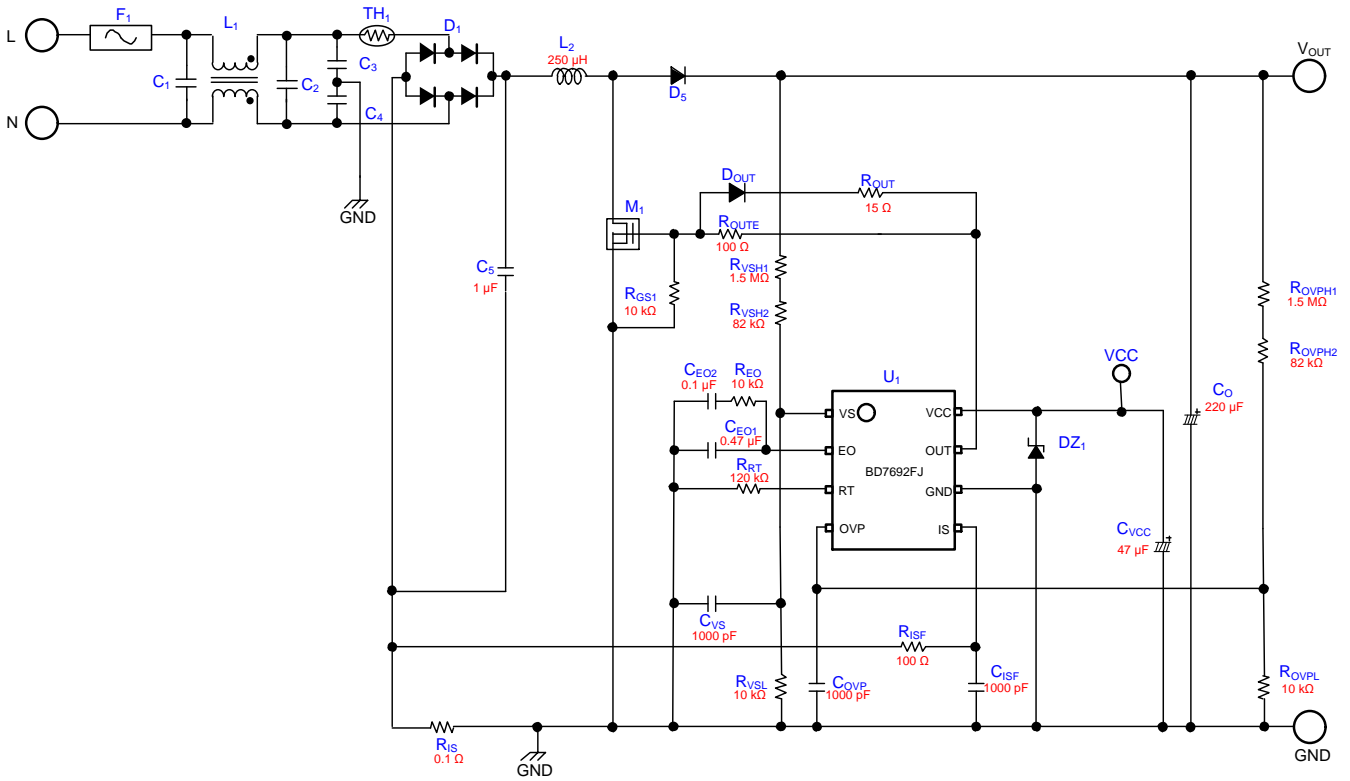 F1
L1
TH1
D1
L
L2
250 µH
VOUT
C1
C2
C3
D5
N
C4
DOUT
ROUT
15 Ω
GND
M1
ROUTE
100 Ω
C5
1 µF
RVSH1
1.5 MΩ
RGS1
10 kΩ
RVSH2
82 kΩ
ROVPH1
1.5 MΩ
ROVPH2
82 kΩ
CEO2
0.1 µF
REO
10 kΩ
U1
VCC
CO
220 µF
VS
VCC
CEO1
0.47 µF
EO
OUT
DZ1
RRT
120 kΩ
BD7692FJ
RT
GND
OVP
IS
CVCC
47 µF
CVS
1000 pF
RISF
100 Ω
RVSL
10 kΩ
COVP
1000 pF
CISF
1000 pF
ROVPL
10 kΩ
RIS
0.1 Ω
GND
GND